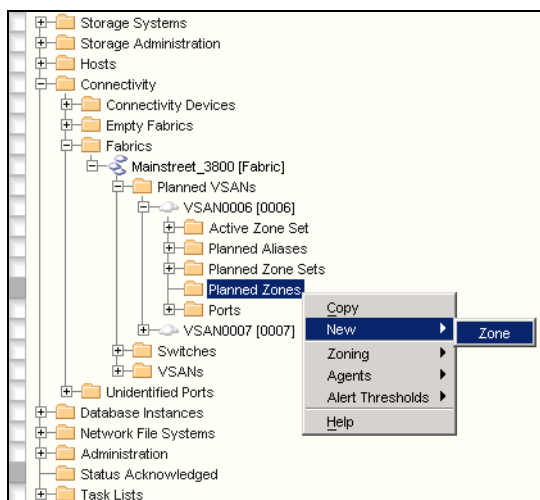 Storage Systems
Storage Administration
Hosts
Connectivity
Connectivity Devices
Empty Fabrics
Fabrics
Mainstreet_3800 [Fabric]
Planned VSANs
VSAN0006 [0006]
Active Zone Set
Planned Aliases
Planned Zone Sets
Planned Zones
Ports
VSAN0007 [0007]
Switches
VSANs
Unidentified Ports
Database Instances
Network File Systems
Administration
Status Acknowledged
Task Lists
Copy
New
Zone
Zoning
Agents
Alert Thresholds
Help